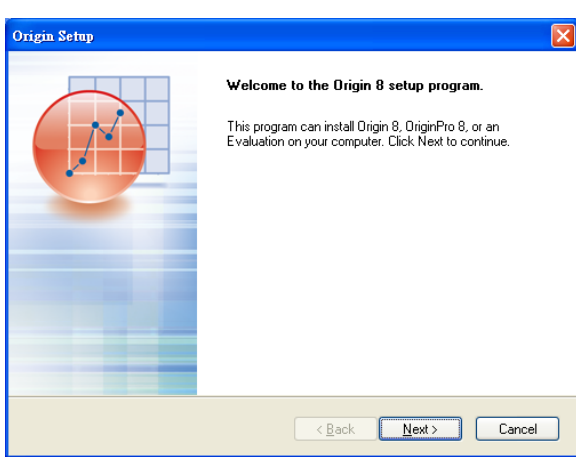 Origin Setup
Welcome to the Origin 8 setup program.
This program can install Origin 8, OriginPro 8, or an
Evaluation on your computer. Click Next to continue.
< Back Next > Cancel